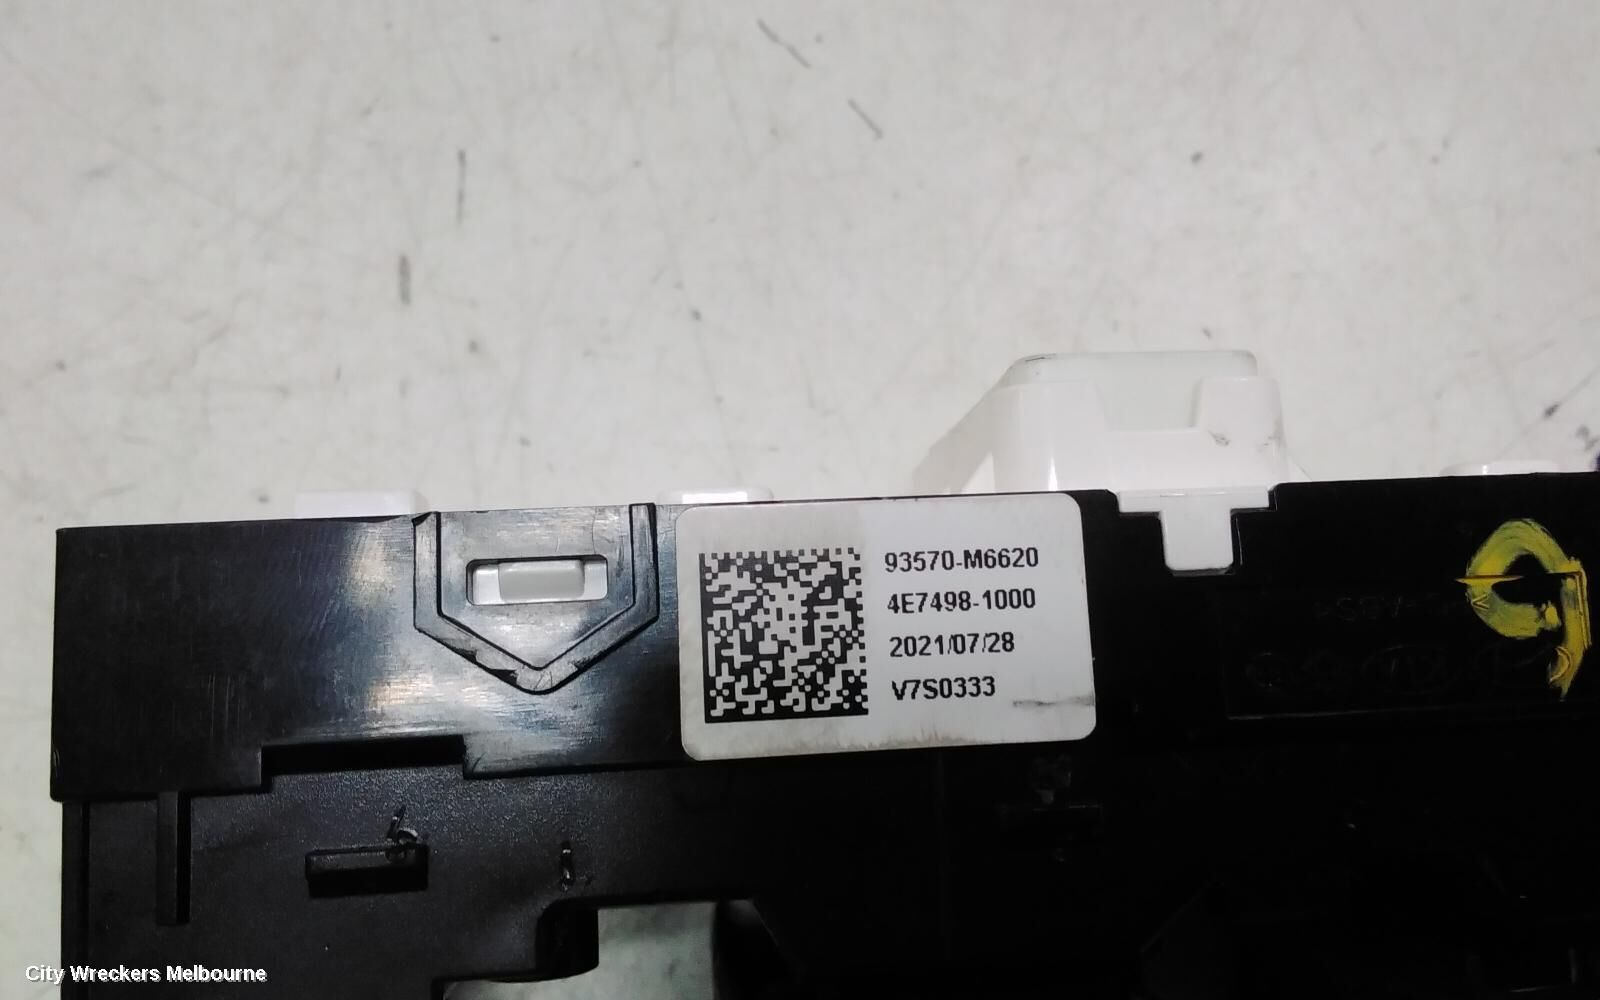 93570-M6620
4E7498-1000
2021/07/28
V7S0333
City Wreckers Melbourne